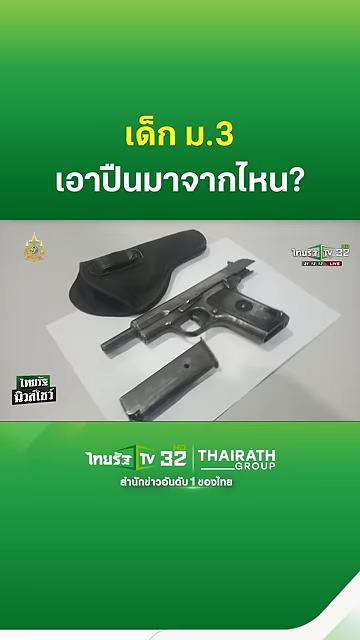 เด็ก ม.3
เอาปืนมาจากไหน?
ไทยรัฐ TV 32 HD
LIVE
ไทยรัฐ
นิวส์โชว์
ไทยรัฐ TV 32 HD THAIRATH GROUP
สำนักข่าวอันดับ 1 ของไทย